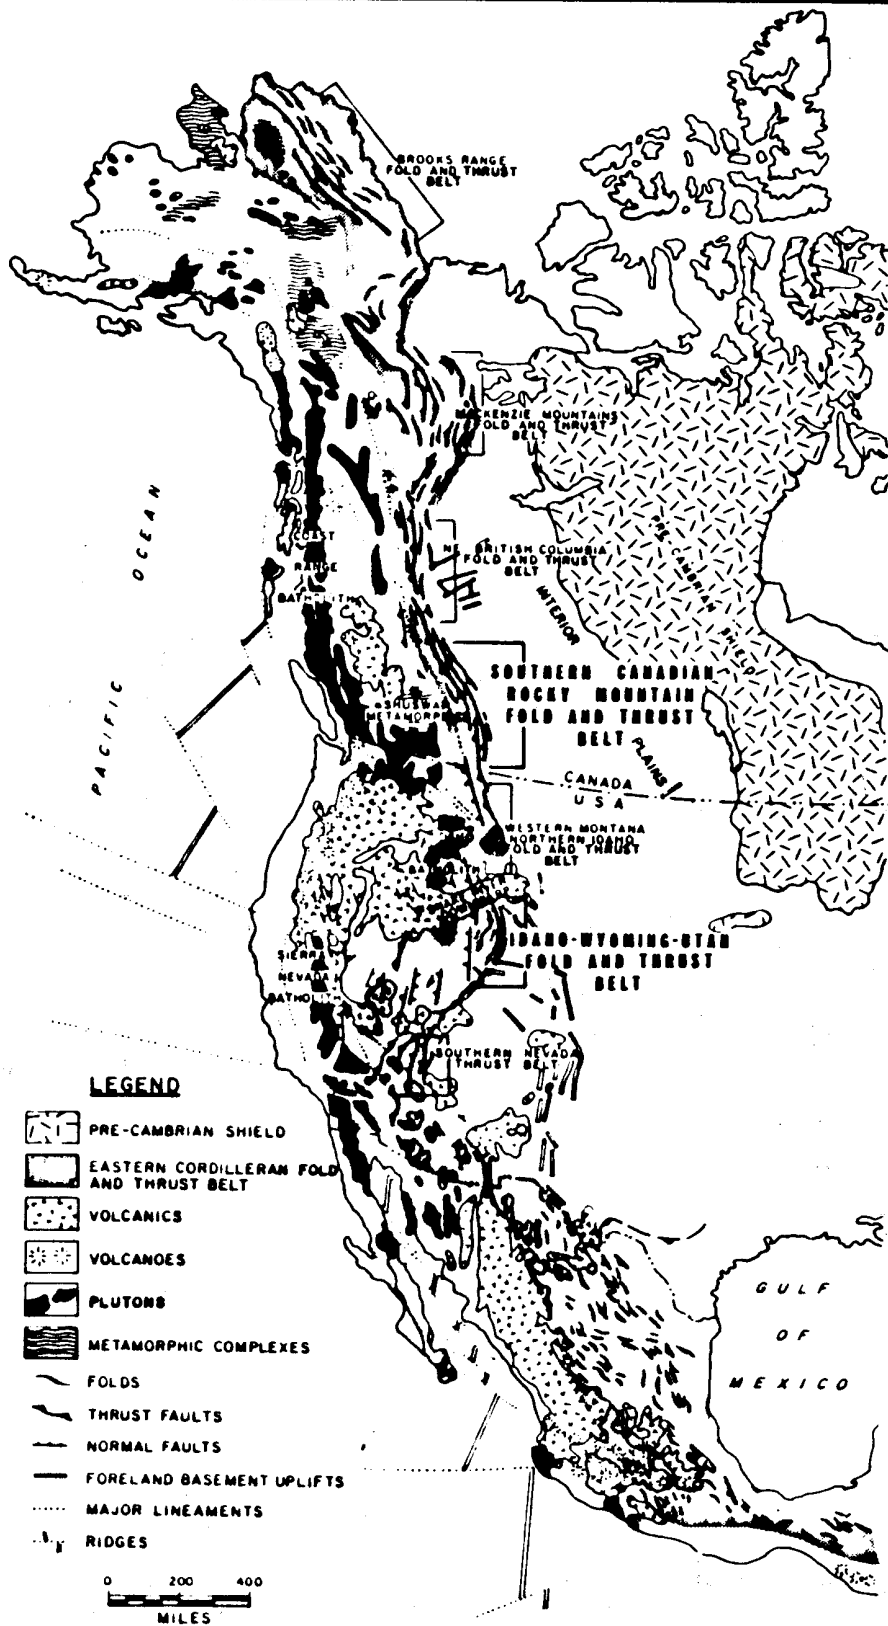 BROOKS RANGE
FOLD AND THRUST
BELT
MACKENZIE MOUNTAINS
FOLD AND THRUST
BELT
OCEAN
PACIFIC
COAST
RANGE
BATHOLITH
NE BRITISH COLUMBIA
FOLD AND THRUST
BELT
INTERIOR
PLAINS
PRE-CAMBRIAN SHIELD
SOUTHERN CANADIAN
ROCKY MOUNTAIN
FOLD AND THRUST
BELT
SHUSWAP
METAMORPHIC
CANADA
USA
WESTERN MONTANA
NORTHERN IDAHO
FOLD AND THRUST
BELT
BATHOLITH
IDAHO-WYOMING-UTAH
FOLD AND THRUST
BELT
SIERRA
NEVADA
BATHOLITH
SOUTHERN NEVADA
THRUST BELT
GULF
OF
MEXICO
LEGEND
PRE-CAMBRIAN SHIELD
EASTERN CORDILLERAN FOLD
AND THRUST BELT
VOLCANICS
VOLCANOES
PLUTONS
METAMORPHIC COMPLEXES
FOLDS
THRUST FAULTS
NORMAL FAULTS
FORELAND BASEMENT UPLIFTS
MAJOR LINEAMENTS
RIDGES
0 200 400
MILES